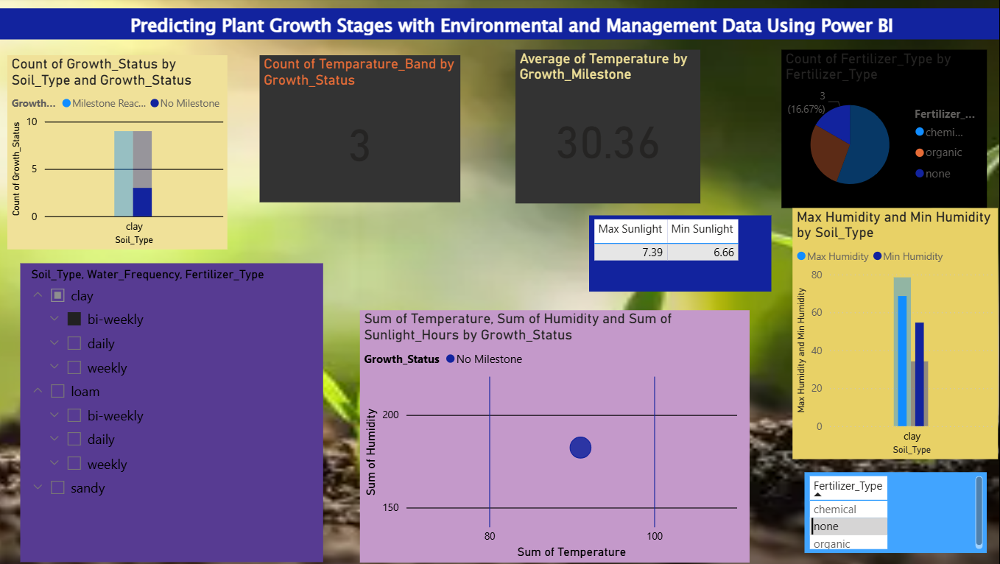 Predicting Plant Growth Stages with Environmental and Management Data Using Power BI
Count of Growth_Status by
Soil_Type and Growth_Status
Growth... Milestone Reac... No Milestone
10
5
0
Count of Growth_Status
clay
Soil_Type
Count of Temparature_Band by
Growth_Status
3
Average of Temperature by
Growth_Milestone
30.36
Count of Fertilizer_Type by
Fertilizer_Type
3
(16.67%)
Fertilizer_...
chemi...
organic
none
Max Sunlight Min Sunlight
7.39 6.66
Max Humidity and Min Humidity
by Soil_Type
Max Humidity Min Humidity
80
60
40
20
0
Max Humidity and Min Humidity
clay
Soil_Type
Soil_Type, Water_Frequency, Fertilizer_Type
clay
bi-weekly
daily
weekly
loam
bi-weekly
daily
weekly
sandy
Sum of Temperature, Sum of Humidity and Sum of
Sunlight_Hours by Growth_Status
Growth_Status No Milestone
200
150
Sum of Humidity
80 100
Sum of Temperature
Fertilizer_Type
chemical
none
organic